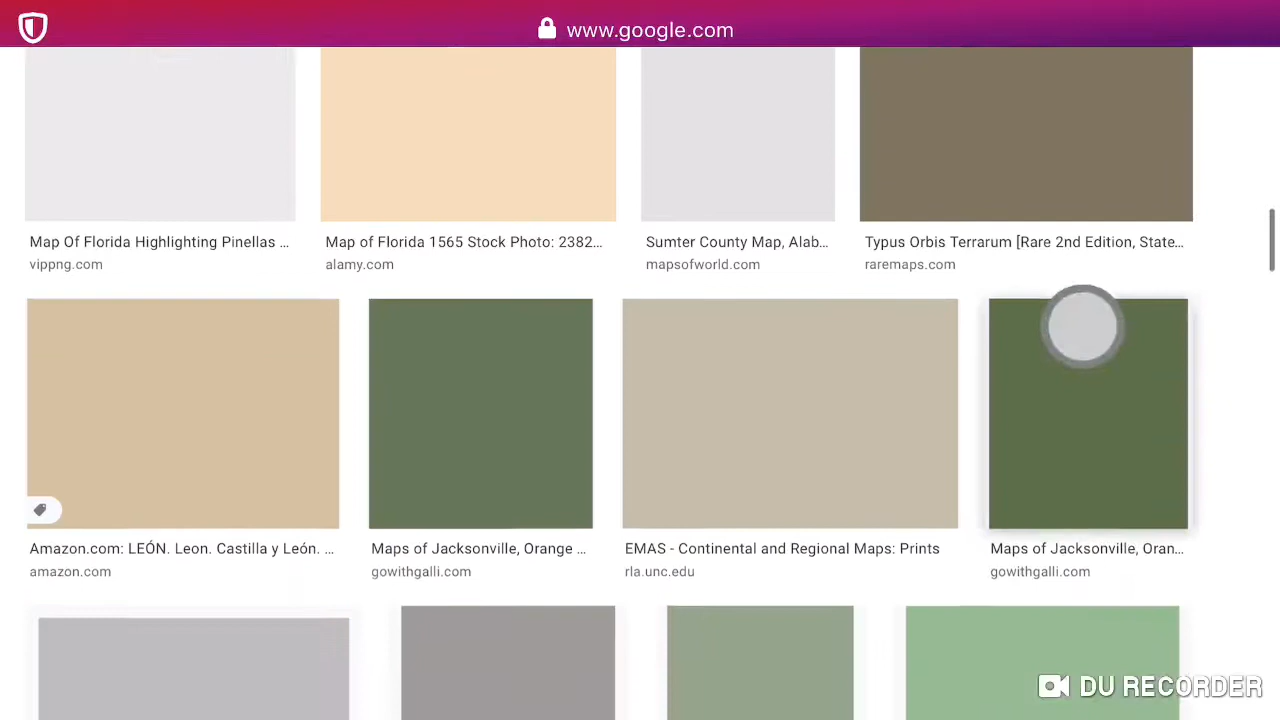 www.google.com
Map Of Florida Highlighting Pinellas ...
vippng.com
Map of Florida 1565 Stock Photo: 2382...
alamy.com
Sumter County Map, Alab...
mapsofworld.com
Typus Orbis Terrarum [Rare 2nd Edition, State...
raremaps.com
Amazon.com: LEÓN. Leon. Castilla y León. ...
amazon.com
Maps of Jacksonville, Orange ...
gowithgalli.com
EMAS - Continental and Regional Maps: Prints
rla.unc.edu
Maps of Jacksonville, Oran...
gowithgalli.com
DU RECORDER